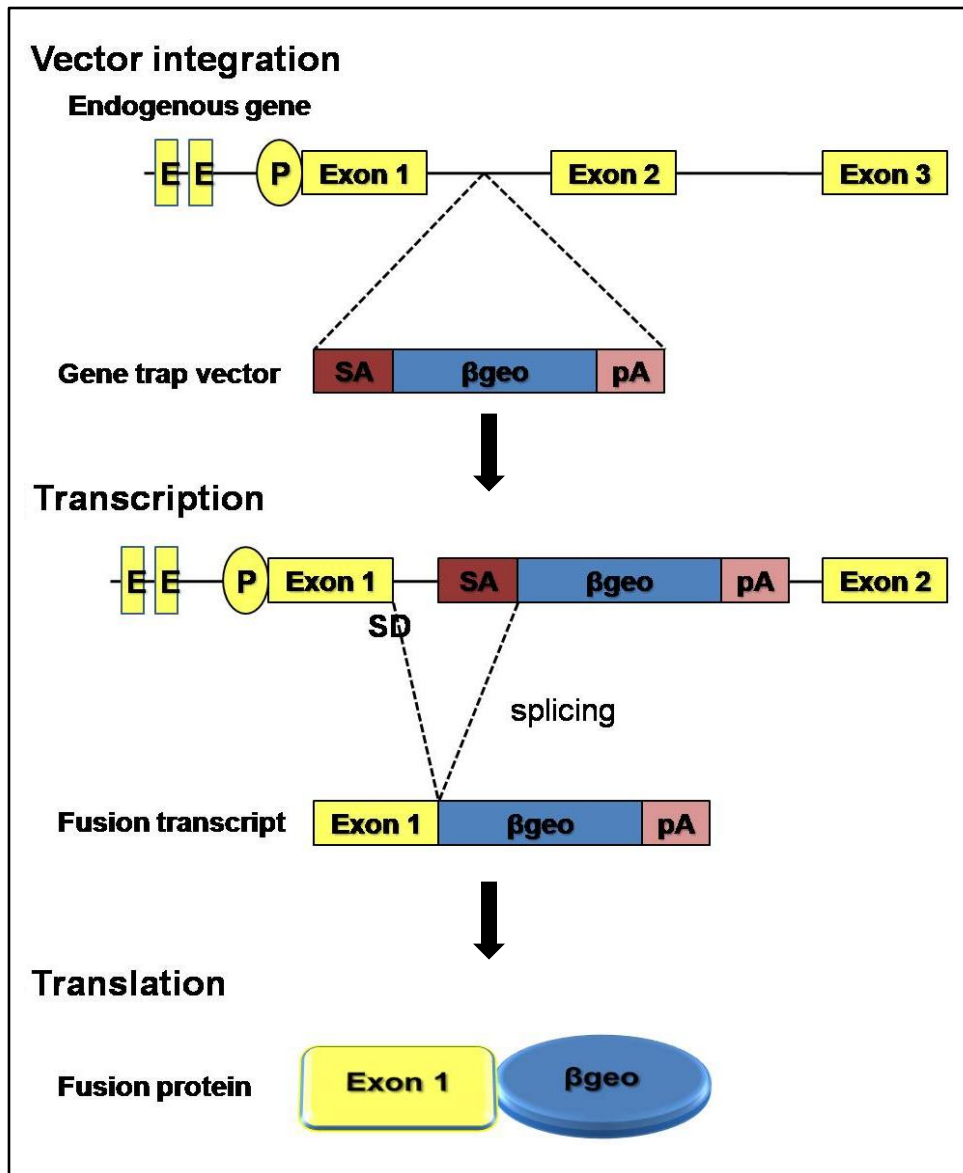 Vector integration
Endogenous gene
E E P Exon 1 Exon 2 Exon 3
Gene trap vector SA βgeo pA
Transcription
E E P Exon 1 SA βgeo pA Exon 2
SD
splicing
Fusion transcript Exon 1 βgeo pA
Translation
Fusion protein Exon 1 βgeo